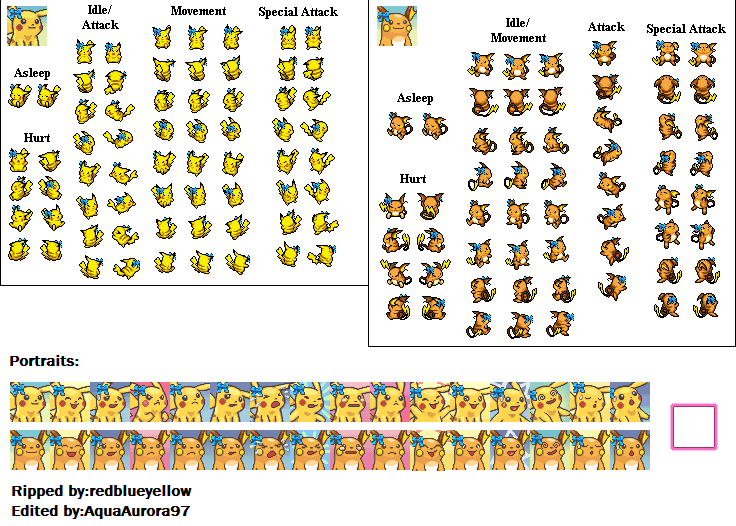 Idle/
Attack
Movement
Special Attack
Asleep
Hurt
Idle/
Movement
Attack
Special Attack
Asleep
Hurt
Portraits:
Ripped by:redblueyellow
Edited by:AquaAurora97